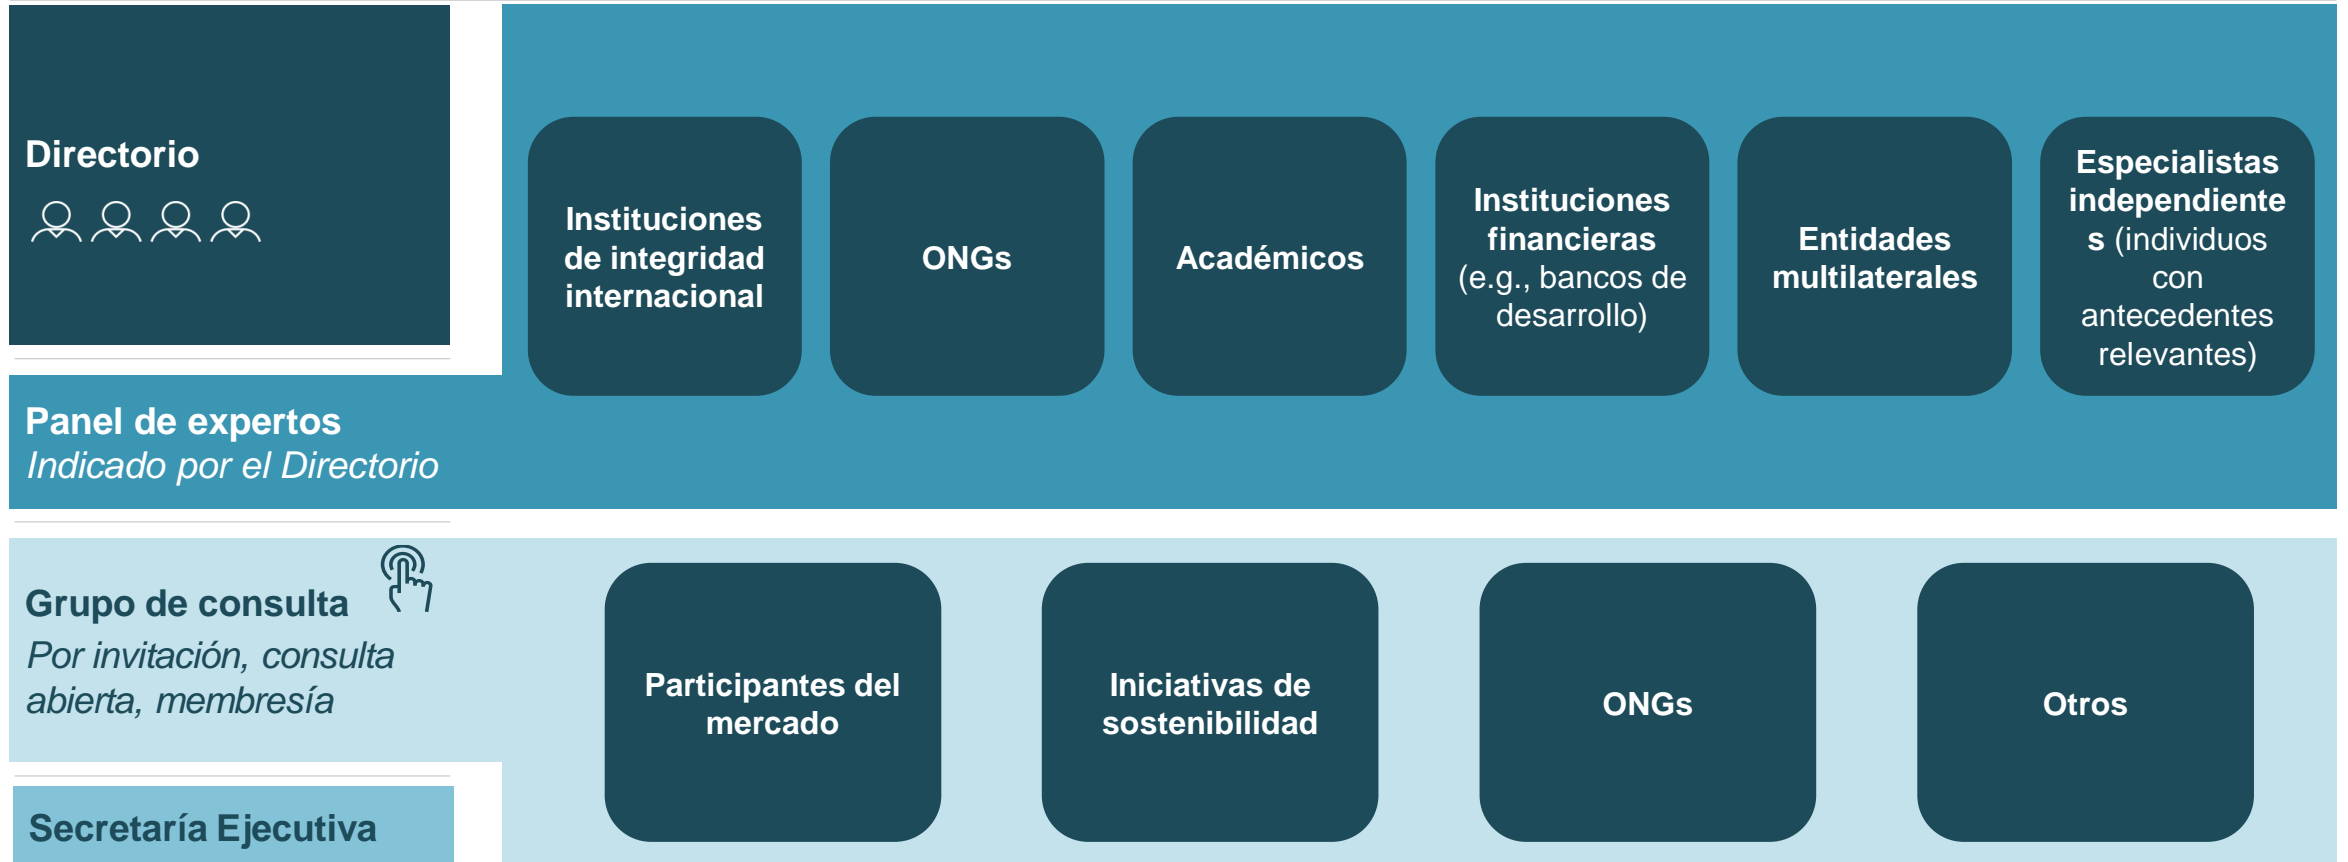 Directorio
Instituciones
de integridad
internacional
ONGs
Académicos
Instituciones
financieras
(e.g., bancos de
desarrollo)
Entidades
multilaterales
Especialistas
independiente
s (individuos
con
antecedentes
relevantes)
Panel de expertos
Indicado por el Directorio
Grupo de consulta
Por invitación, consulta
abierta, membresía
Participantes del
mercado
Iniciativas de
sostenibilidad
ONGs
Otros
Secretaría Ejecutiva